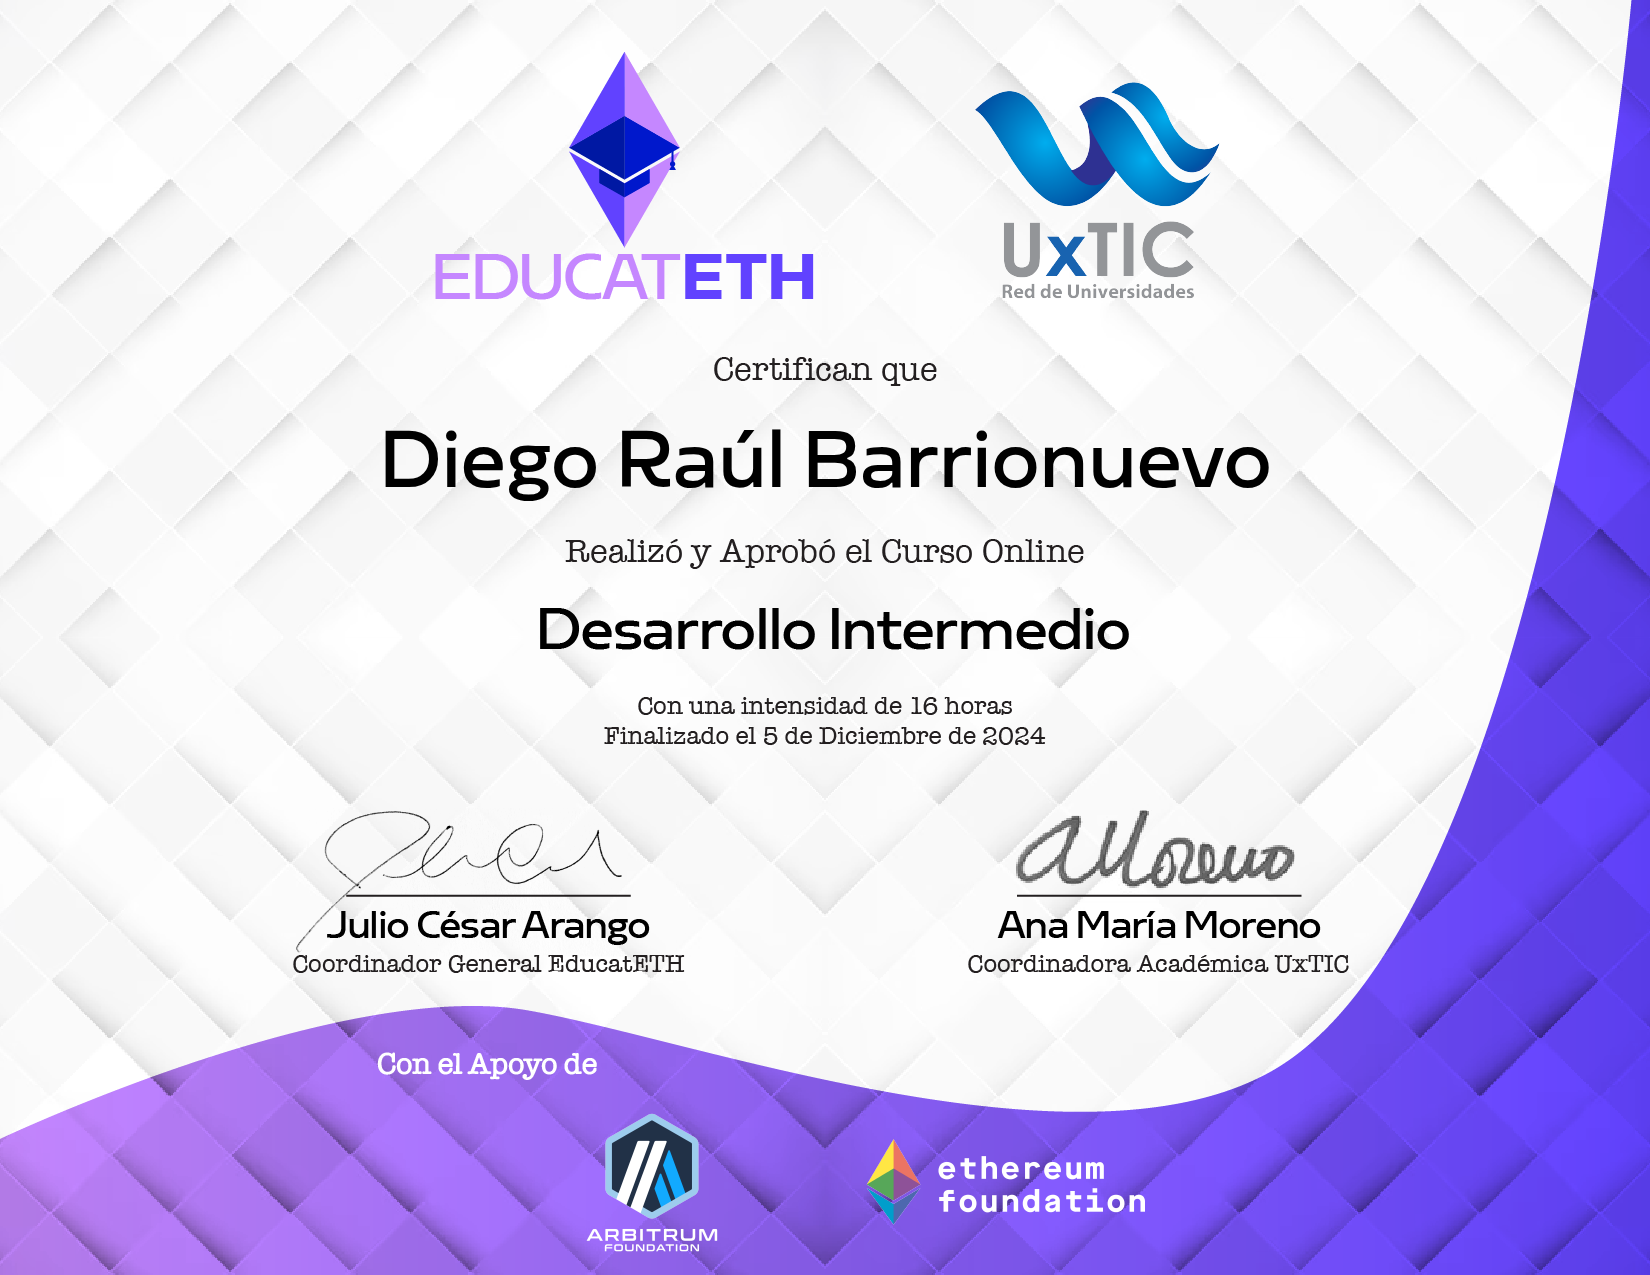 EDUCATETH
UxTIC
Red de Universidades
Certifican que
Diego Raúl Barrionuevo
Realizó y Aprobó el Curso Online
Desarrollo Intermedio
Con una intensidad de 16 horas
Finalizado el 5 de Diciembre de 2024
AMoreno
Julio César Arango
Coordinador General EducatETH
Ana María Moreno
Coordinadora Académica UxTIC
Con el Apoyo de
ARBITRUM
FOUNDATION
ethereum
foundation